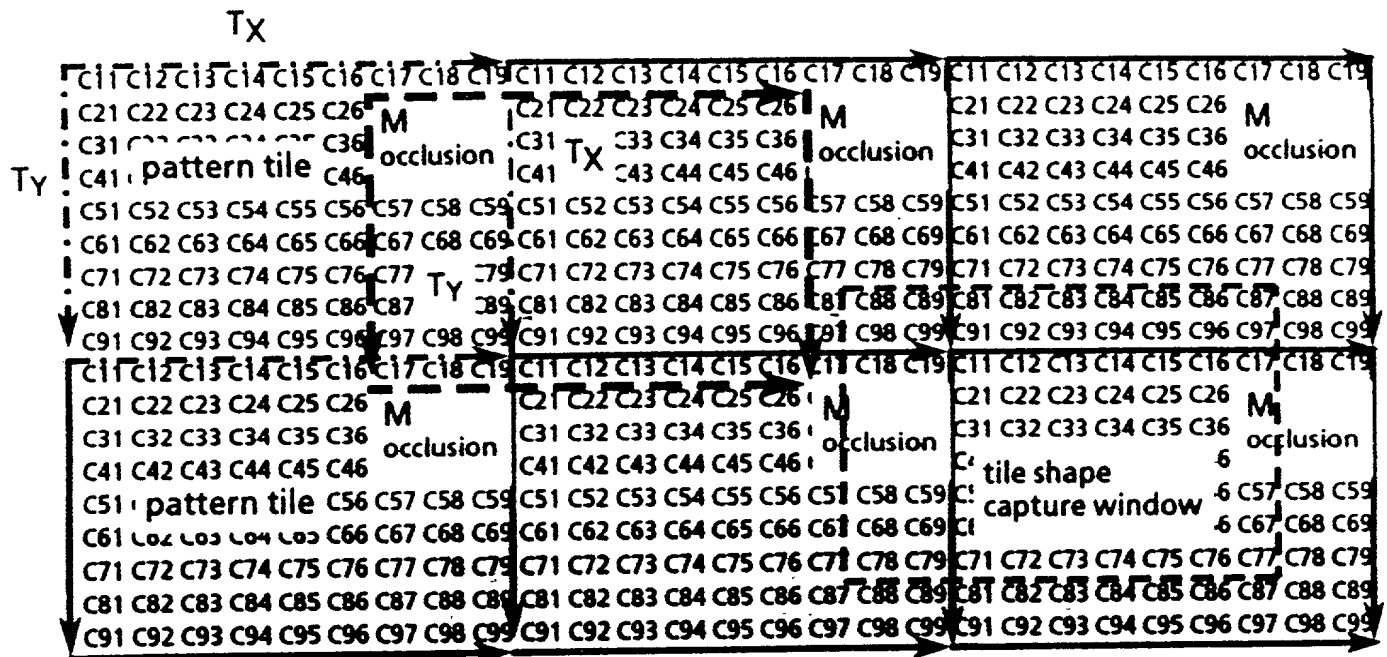 TX
C11 C12 C13 C14 C15 C16 C17 C18 C19 C11 C12 C13 C14 C15 C16 C17 C18 C19 C11 C12 C13 C14 C15 C16 C17 C18 C19
C21 C22 C23 C24 C25 C26 M C21 C22 C23 C24 C25 C26 M C21 C22 C23 C24 C25 C26 M
C31 C36 occlusion C31 TX C33 C34 C35 C36 occlusion C31 C32 C33 C34 C35 C36 occlusion
TY C41 pattern tile C46 C41 C43 C44 C45 C46 C41 C42 C43 C44 C45 C46
C51 C52 C53 C54 C55 C56 C57 C58 C59 C51 C52 C53 C54 C55 C56 C57 C58 C59 C51 C52 C53 C54 C55 C56 C57 C58 C59
C61 C62 C63 C64 C65 C66 C67 C68 C69 C61 C62 C63 C64 C65 C66 C67 C68 C69 C61 C62 C63 C64 C65 C66 C67 C68 C69
C71 C72 C73 C74 C75 C76 C77 TY C79 C71 C72 C73 C74 C75 C76 C77 C78 C79 C71 C72 C73 C74 C75 C76 C77 C78 C79
C81 C82 C83 C84 C85 C86 C87 C89 C81 C82 C83 C84 C85 C86 C87 C88 C89 C81 C82 C83 C84 C85 C86 C87 C88 C89
C91 C92 C93 C94 C95 C96 C97 C98 C99 C91 C92 C93 C94 C95 C96 C97 C98 C99 C91 C92 C93 C94 C95 C96 C97 C98 C99
C11 C12 C13 C14 C15 C16 C17 C18 C19 C11 C12 C13 C14 C15 C16 C17 C18 C19 C11 C12 C13 C14 C15 C16 C17 C18 C19
C21 C22 C23 C24 C25 C26 M C21 C22 C23 C24 C25 C26 M C21 C22 C23 C24 C25 C26 M
C31 C32 C33 C34 C35 C36 occlusion C31 C32 C33 C34 C35 C36 occlusion C31 C32 C33 C34 C35 C36 occlusion
C41 C42 C43 C44 C45 C46 C41 C42 C43 C44 C45 C46 tile shape
C51 pattern tile C56 C57 C58 C59 C51 C52 C53 C54 C55 C56 C57 C58 C59 capture window C57 C58 C59
C61 C66 C67 C68 C69 C61 C62 C63 C64 C65 C66 C67 C68 C69 C67 C68 C69
C71 C72 C73 C74 C75 C76 C77 C78 C79 C71 C72 C73 C74 C75 C76 C77 C78 C79 C71 C72 C73 C74 C75 C76 C77 C78 C79
C81 C82 C83 C84 C85 C86 C87 C88 C89 C81 C82 C83 C84 C85 C86 C87 C88 C89 C81 C82 C83 C84 C85 C86 C87 C88 C89
C91 C92 C93 C94 C95 C96 C97 C98 C99 C91 C92 C93 C94 C95 C96 C97 C98 C99 C91 C92 C93 C94 C95 C96 C97 C98 C99